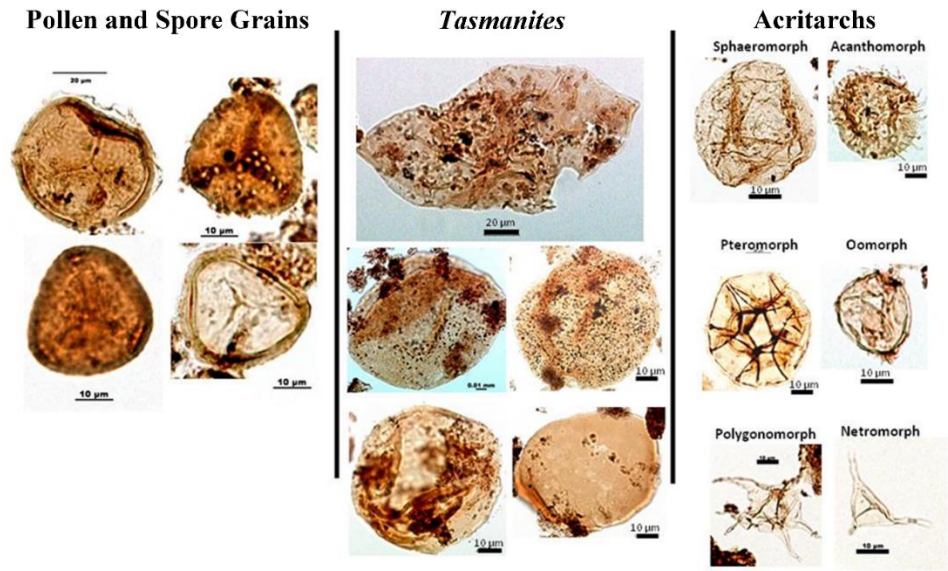 Pollen and Spore Grains
20 µm
10 µm
10 µm
10 µm
Tasmanites
20 µm
0.01 mm
10 µm
10 µm
10 µm
Acritarchs
Sphaeromorph
Acanthomorph
10 µm
10 µm
Pteromorph
Oomorph
10 µm
10 µm
Polygonomorph
Netromorph
10 µm
10 µm